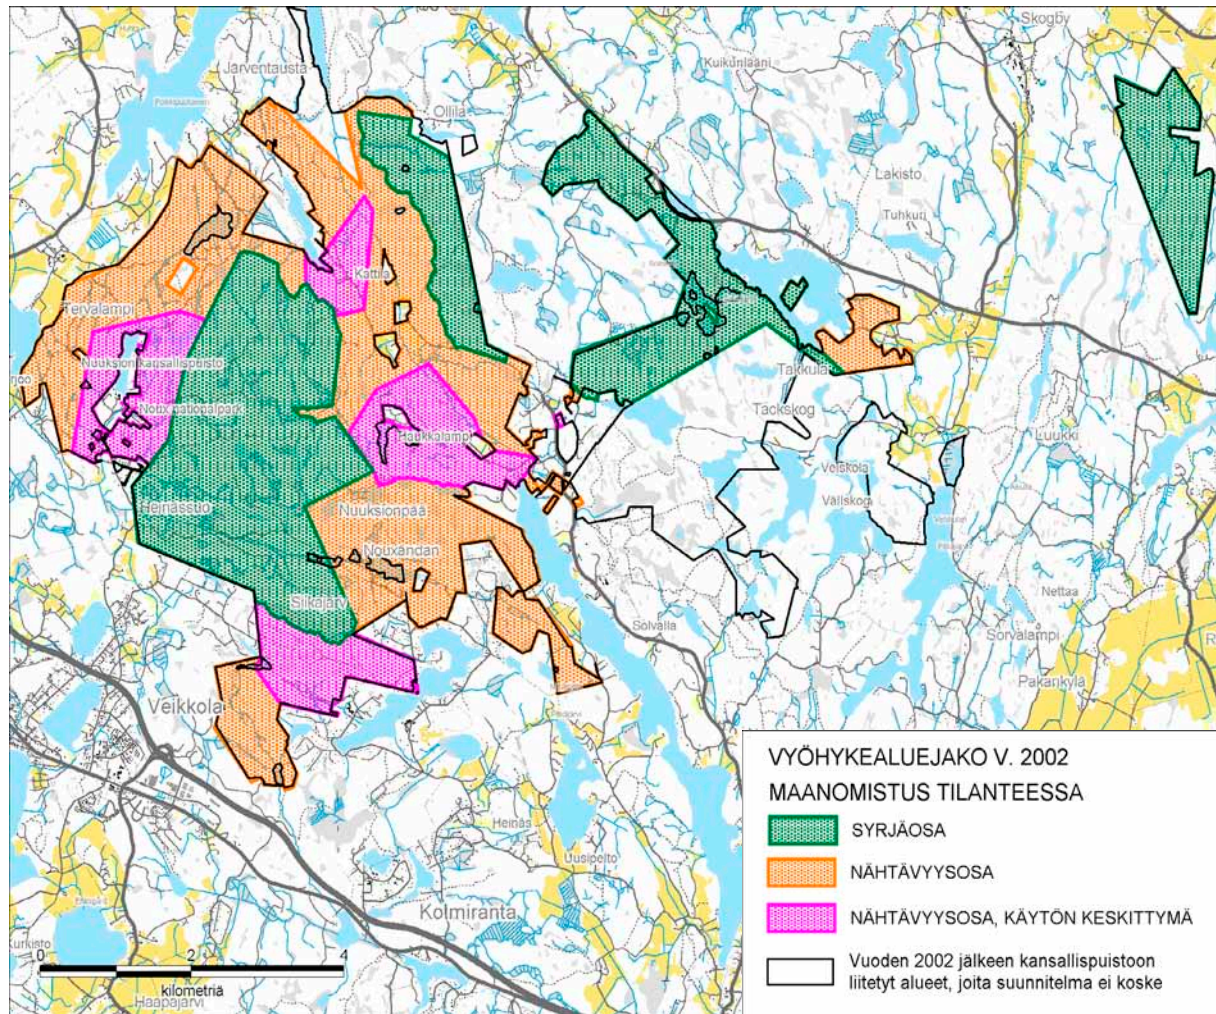 Skogby
Kuikunlaani
Järventausta
Ollila
Lakisto
Tuhkuri
Kattila
Tervalampi
Nuuksion kansallispuisto
Noux nationalpark
Takkula
Tackskog
Haukkalampi
Luukki
Velskola
Vällskog
Heinässuo
Nuuksionpää
Nouxändan
Siikajärvi
Nettaa
Solvalla
Sorvalampi
Pakankylä
Veikkola
Heinäs
Uusipelto
Kolmiranta
Haapajärvi
0 2 4
kilometriä
VYÖHYKEALUEJAKO V. 2002
MAANOMISTUS TILANTEESSA
SYRJÄOSA
NÄHTÄVYYSOSA
NÄHTÄVYYSOSA, KÄYTÖN KESKITTYMÄ
Vuoden 2002 jälkeen kansallispuistoon
liitetyt alueet, joita suunnitelma ei koske